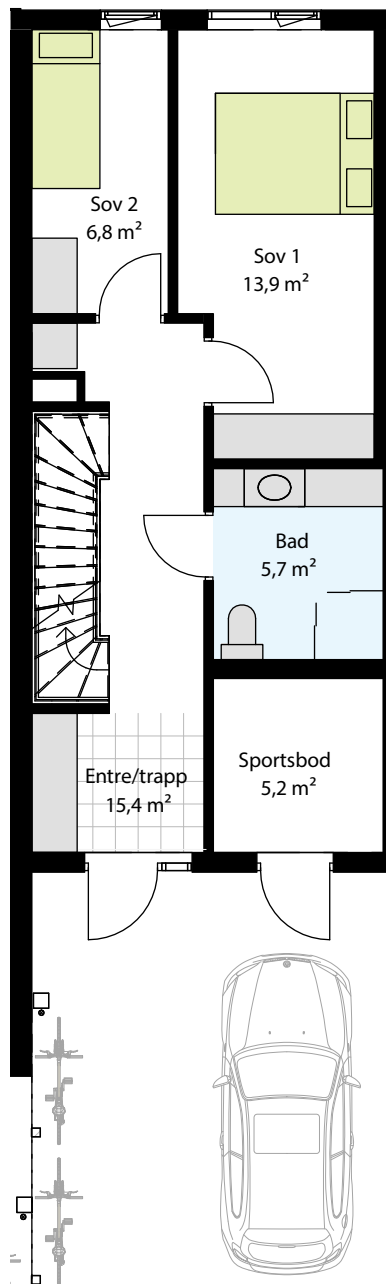 Sov 2
6,8 m²
Sov 1
13,9 m²
Bad
5,7 m²
Entre/trapp
15,4 m²
Sportsbod
5,2 m²